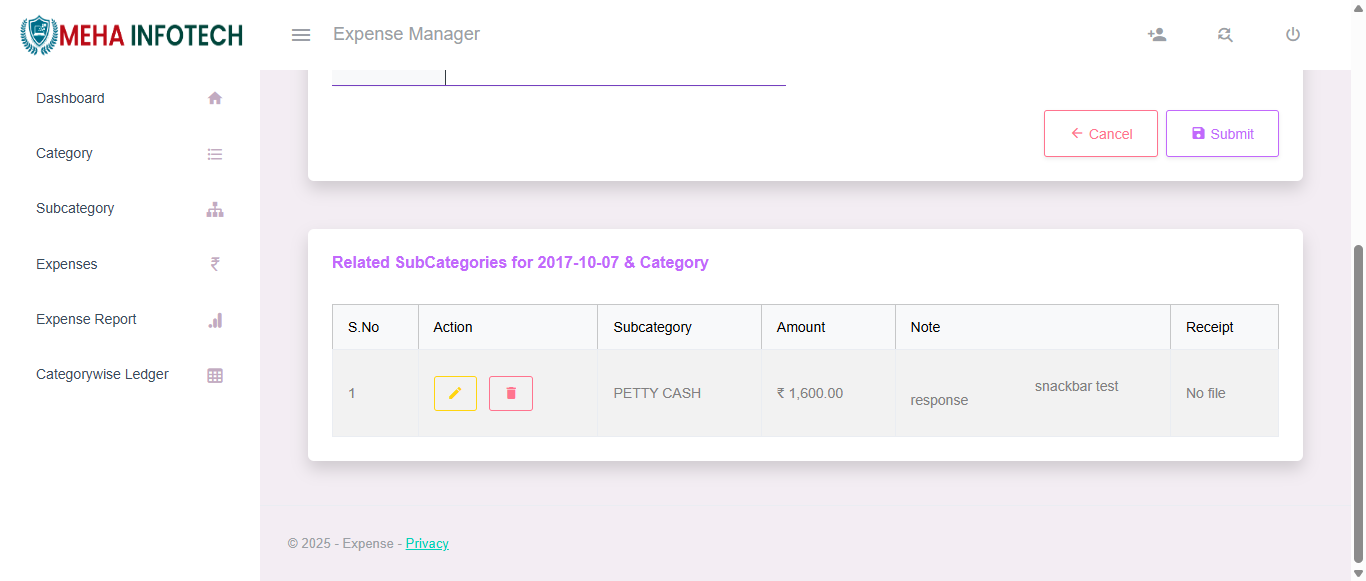 MEHA INFOTECH
Expense Manager
Dashboard
Category
Subcategory
Expenses
Expense Report
Categorywise Ledger
Cancel
Submit
Related SubCategories for 2017-10-07 & Category
S.No Action Subcategory Amount Note Receipt
1 PETTY CASH ₹ 1,600.00 snackbar test response No file
© 2025 - Expense - Privacy